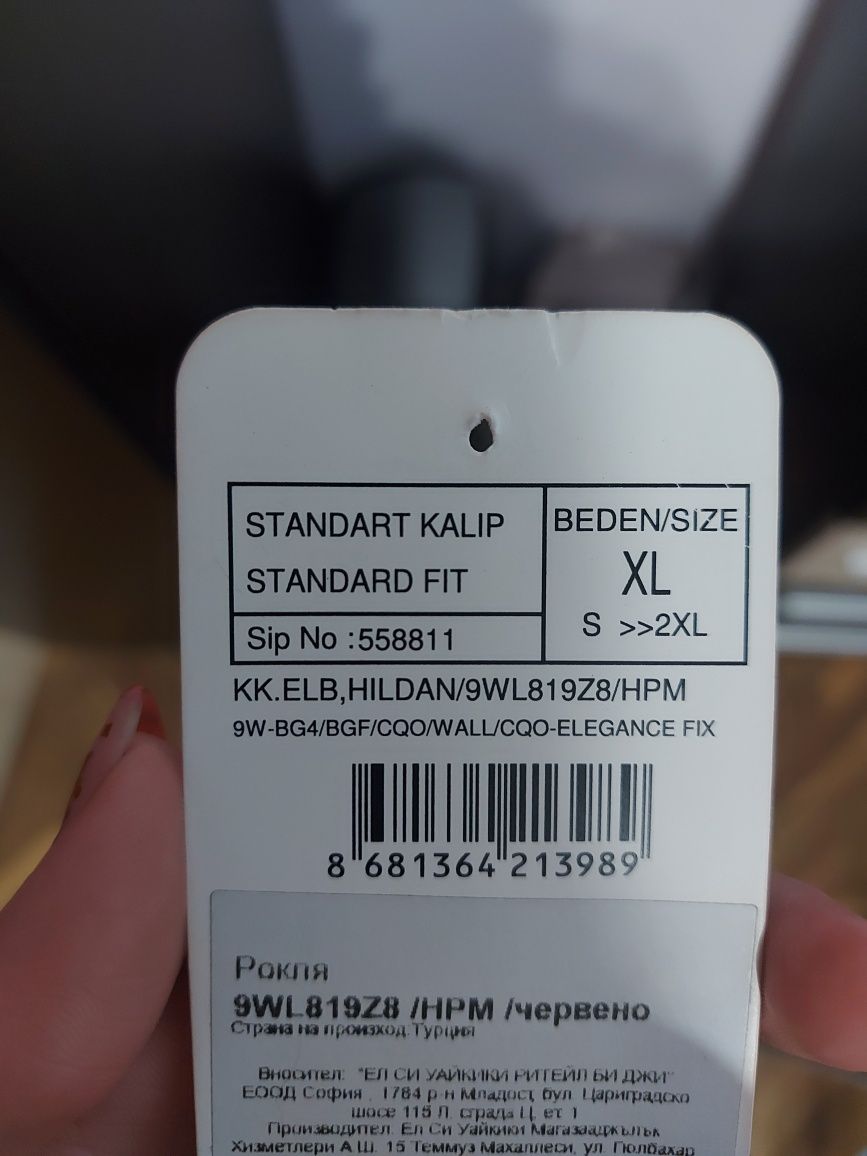 STANDART KALIP
STANDARD FIT
Sip No :558811
BEDEN/SIZE
XL
S >>2XL
KK.ELB,HILDAN/9WL819Z8/HPM
9W-BG4/BGF/CQO/WALL/CQO-ELEGANCE FIX
8 681364 213989
Рокля
9WL819Z8 /HPM /червено
Страна на произход:Турция
Вносител: "ЕЛ СИ УАЙКИКИ РИТЕЙЛ БИ ДЖИ"
ЕООД София , 1784 р-н Младост, бул. Цариградско
шосе 115 Л, сграда Ц, ет. 1
Производител: Ел Си Уайкики Магазааджълък
Хизметлери А.Ш. 15 Теммуз Махаллеси, ул. Гюлбахар